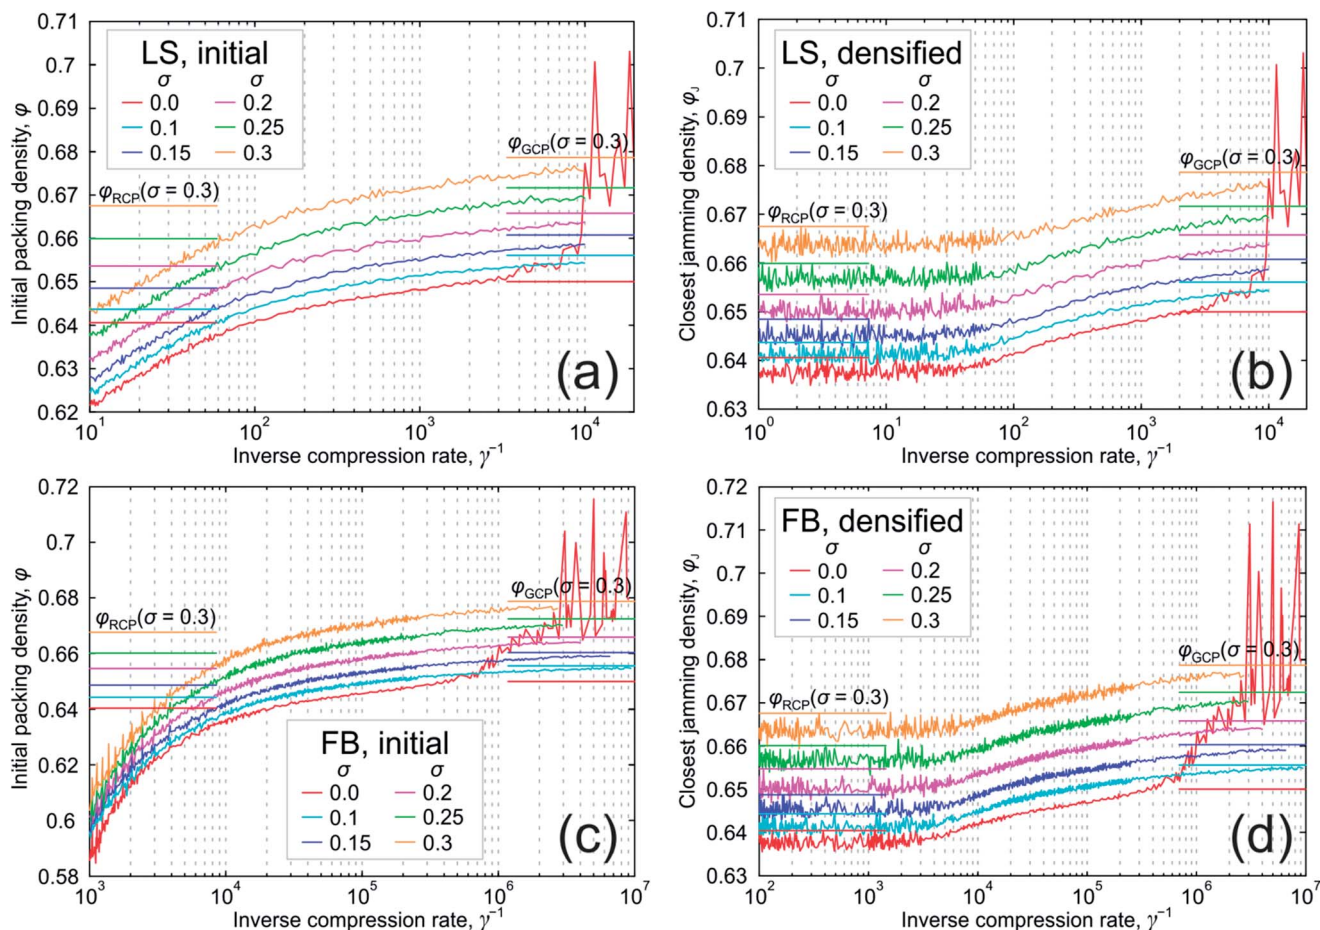 0.71
0.7
0.69
0.68
0.67
0.66
0.65
0.64
0.63
0.62
Initial packing density, φ
LS, initial
σ σ
0.0 0.2
0.1 0.25
0.15 0.3
φGCP(σ = 0.3)
φRCP(σ = 0.3)
(a)
10¹ 10² 10³ 10⁴
Inverse compression rate, γ⁻¹
0.71
0.7
0.69
0.68
0.67
0.66
0.65
0.64
0.63
Closest jamming density, φJ
LS, densified
σ σ
0.0 0.2
0.1 0.25
0.15 0.3
φGCP(σ = 0.3)
φRCP(σ = 0.3)
(b)
10⁰ 10¹ 10² 10³ 10⁴
Inverse compression rate, γ⁻¹
0.72
0.7
0.68
0.66
0.64
0.62
0.6
0.58
Initial packing density, φ
φGCP(σ = 0.3)
φRCP(σ = 0.3)
FB, initial
σ σ
0.0 0.2
0.1 0.25
0.15 0.3
(c)
10³ 10⁴ 10⁵ 10⁶ 10⁷
Inverse compression rate, γ⁻¹
0.72
0.71
0.7
0.69
0.68
0.67
0.66
0.65
0.64
0.63
Closest jamming density, φJ
FB, densified
σ σ
0.0 0.2
0.1 0.25
0.15 0.3
φGCP(σ = 0.3)
φRCP(σ = 0.3)
(d)
10² 10³ 10⁴ 10⁵ 10⁶ 10⁷
Inverse compression rate, γ⁻¹